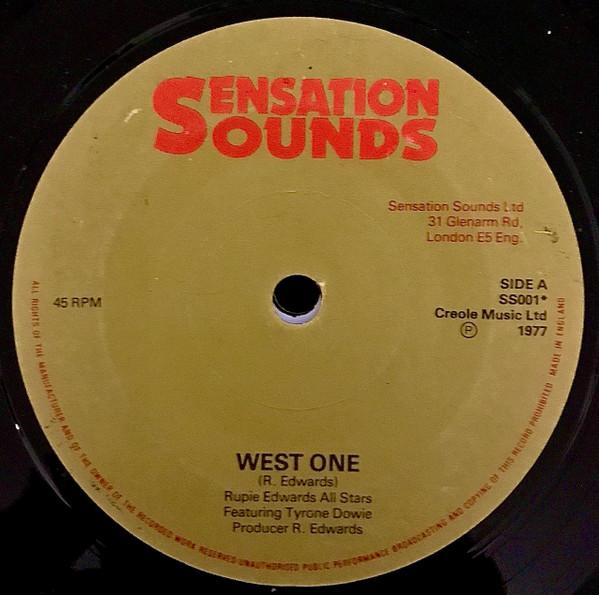 SENSATION
SOUNDS
Sensation Sounds Ltd
31 Glenarm Rd,
London E5 Eng.
45 RPM
SIDE A
SS001*
Creole Music Ltd
℗ 1977
WEST ONE
(R. Edwards)
Rupie Edwards All Stars
Featuring Tyrone Dowie
Producer R. Edwards
ALL RIGHTS OF THE MANUFACTURER AND OF THE OWNER OF THE RECORDED WORK RESERVED·UNAUTHORISED PUBLIC PERFORMANCE BROADCASTING AND COPYING OF THIS RECORD PROHIBITED MADE IN ENGLAND